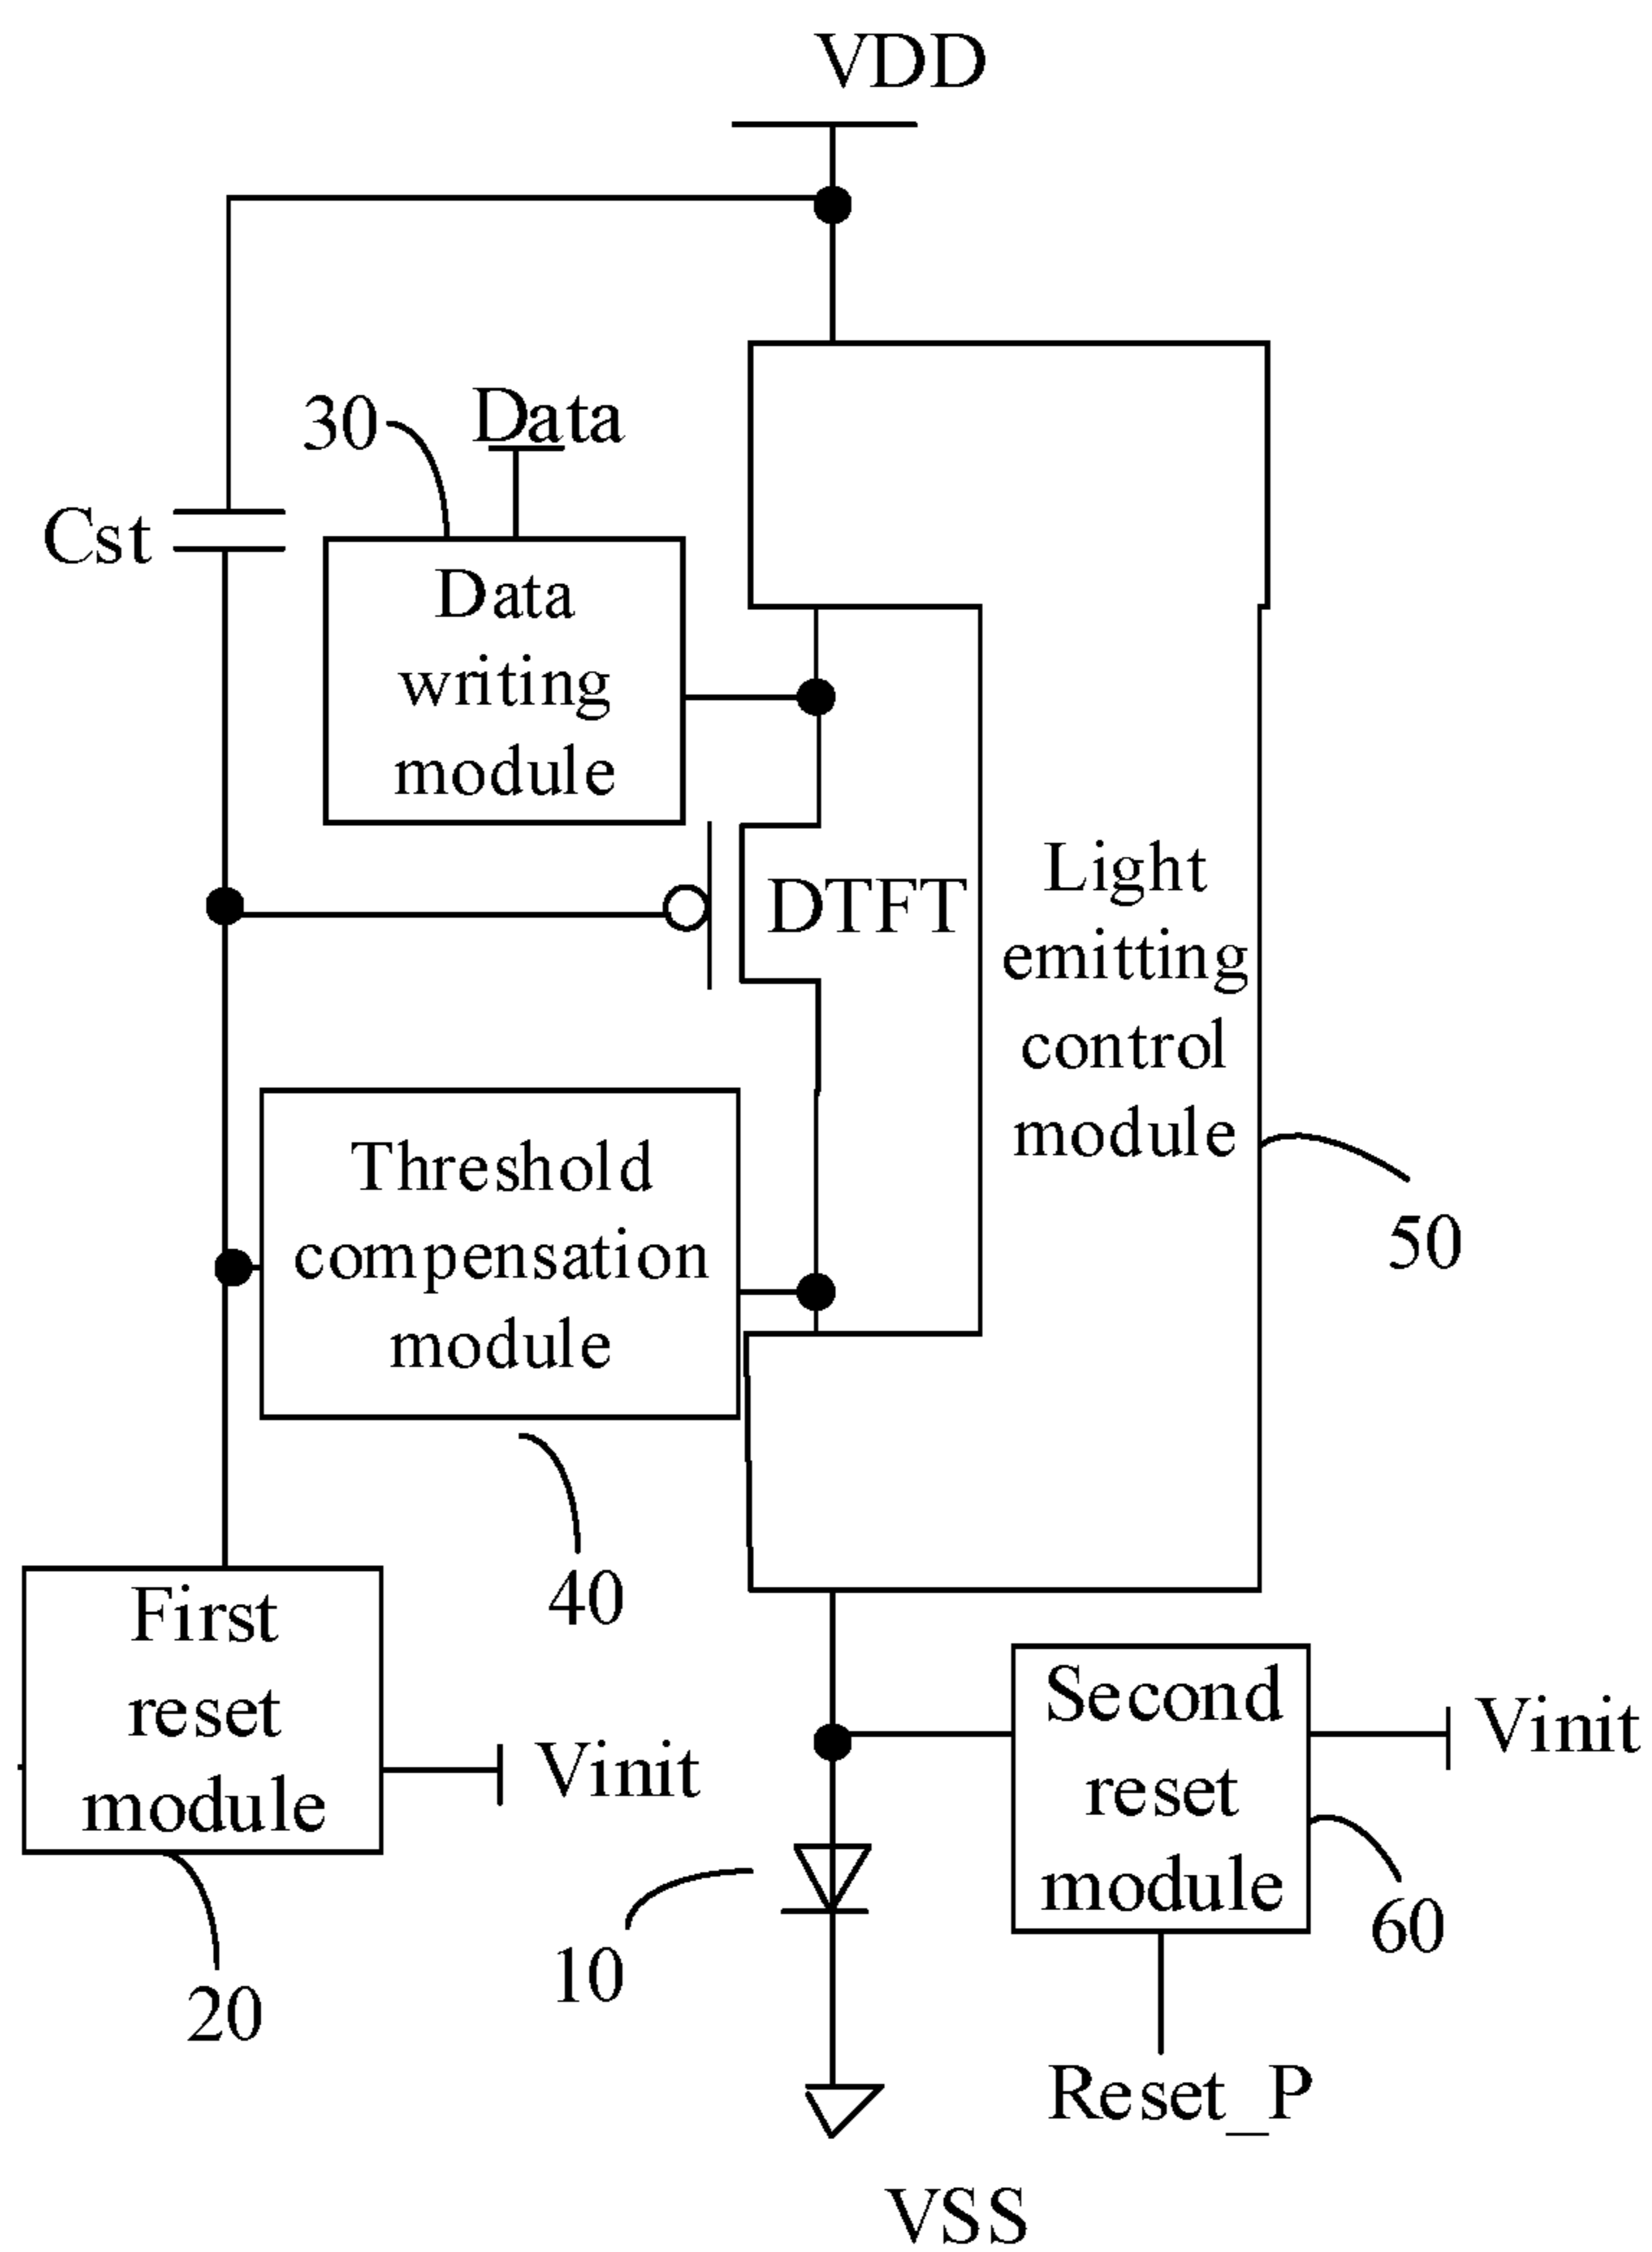 VDD
30
Data
Cst
Data
writing
module
DTFT
Light
emitting
control
module
Threshold
compensation
module
50
40
First
reset
module
Vinit
Second
reset
module
Vinit
10
60
20
Reset_P
VSS